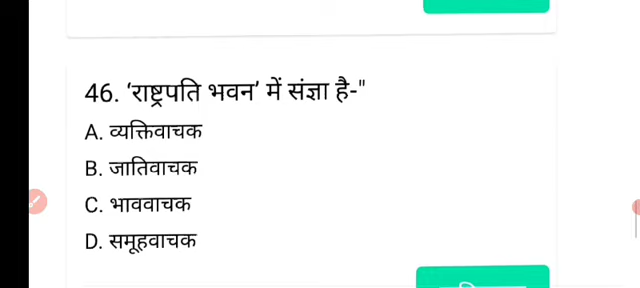 46. ‘राष्ट्रपति भवन’ में संज्ञा है-"
A. व्यक्तिवाचक
B. जातिवाचक
C. भाववाचक
D. समूहवाचक